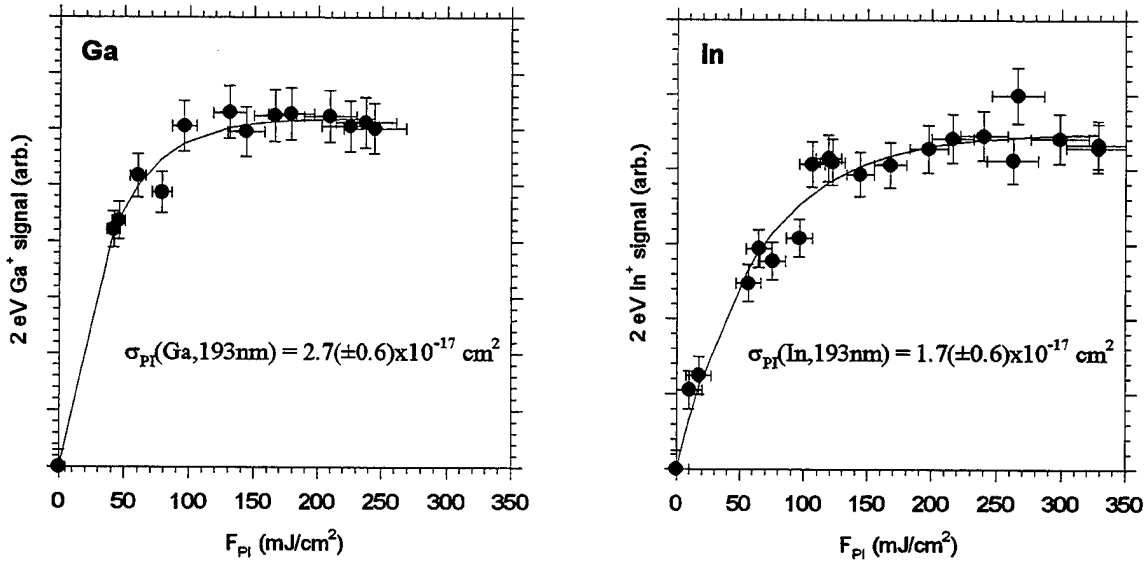 Ga
2 eV Ga⁺ signal (arb.)
σ_PI(Ga,193nm) = 2.7(±0.6)x10⁻¹⁷ cm²
0 50 100 150 200 250 300 350
F_PI (mJ/cm²)
In
2 eV In⁺ signal (arb.)
σ_PI(In,193nm) = 1.7(±0.6)x10⁻¹⁷ cm²
0 50 100 150 200 250 300 350
F_PI (mJ/cm²)